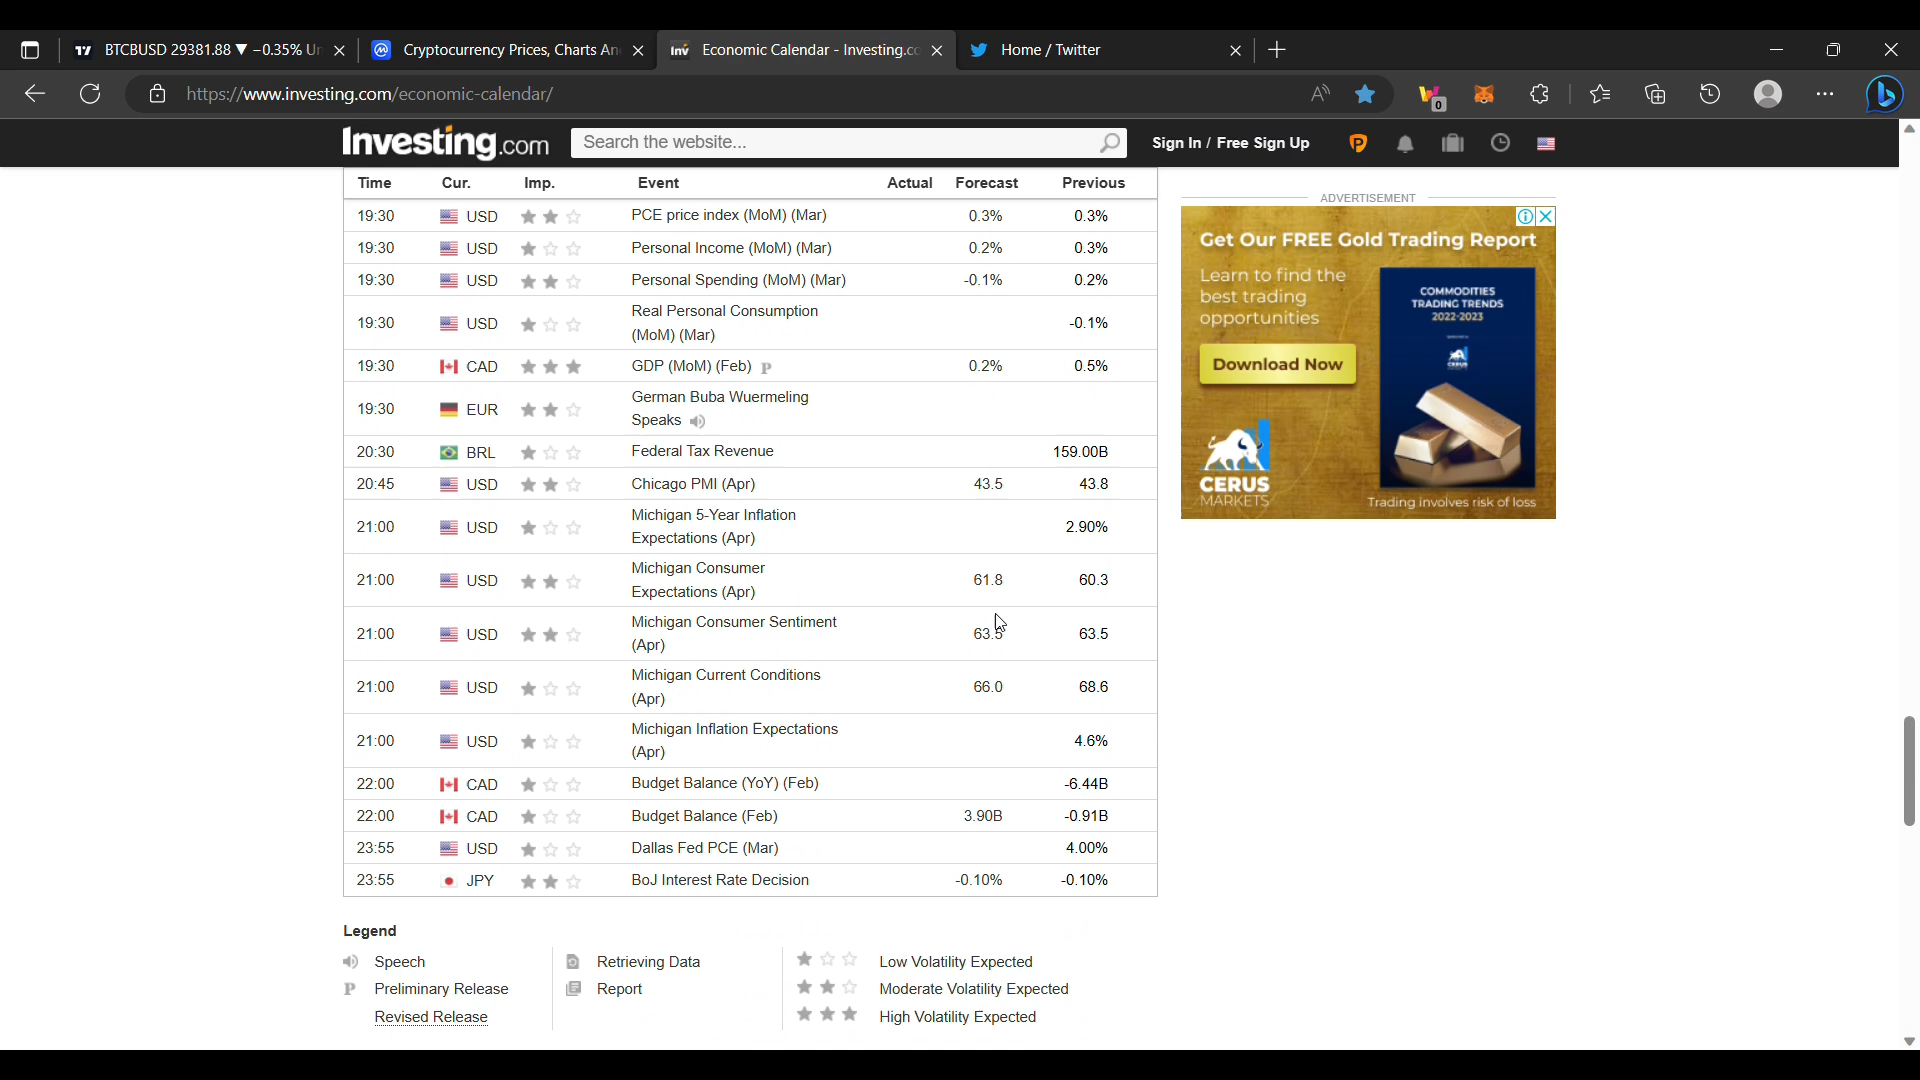 BTCBUSD 29381.88 ▼ −0.35% Un
Cryptocurrency Prices, Charts An
Economic Calendar - Investing.co
Home / Twitter
https://www.investing.com/economic-calendar/
Investing.com
Search the website...
Sign In / Free Sign Up
Time Cur. Imp. Event Actual Forecast Previous
19:30 USD PCE price index (MoM) (Mar) 0.3% 0.3%
19:30 USD Personal Income (MoM) (Mar) 0.2% 0.3%
19:30 USD Personal Spending (MoM) (Mar) -0.1% 0.2%
19:30 USD Real Personal Consumption
(MoM) (Mar) -0.1%
19:30 CAD GDP (MoM) (Feb) P 0.2% 0.5%
19:30 EUR German Buba Wuermeling
Speaks
20:30 BRL Federal Tax Revenue 159.00B
20:45 USD Chicago PMI (Apr) 43.5 43.8
21:00 USD Michigan 5-Year Inflation
Expectations (Apr) 2.90%
21:00 USD Michigan Consumer
Expectations (Apr) 61.8 60.3
21:00 USD Michigan Consumer Sentiment
(Apr) 63.5 63.5
21:00 USD Michigan Current Conditions
(Apr) 66.0 68.6
21:00 USD Michigan Inflation Expectations
(Apr) 4.6%
22:00 CAD Budget Balance (YoY) (Feb) -6.44B
22:00 CAD Budget Balance (Feb) 3.90B -0.91B
23:55 USD Dallas Fed PCE (Mar) 4.00%
23:55 JPY BoJ Interest Rate Decision -0.10% -0.10%
ADVERTISEMENT
Get Our FREE Gold Trading Report
Learn to find the
best trading
opportunities
Download Now
CERUS
MARKETS
COMMODITIES
TRADING TRENDS
2022-2023
CERUS
Trading involves risk of loss
Legend
Speech
P Preliminary Release
Revised Release
Retrieving Data
Report
Low Volatility Expected
Moderate Volatility Expected
High Volatility Expected